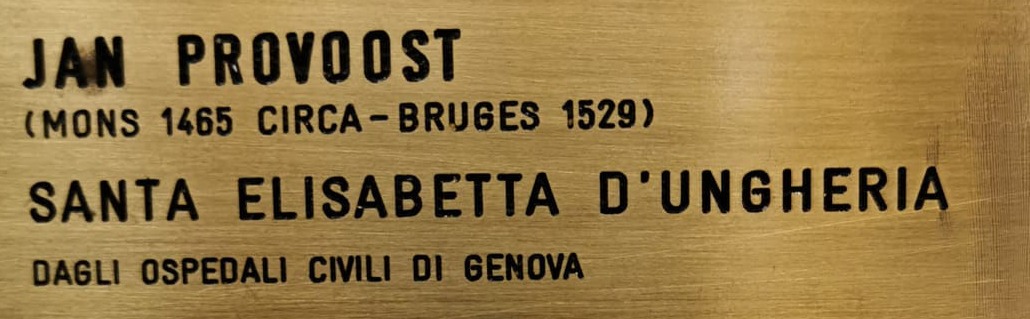 JAN PROVOOST
(MONS 1465 CIRCA-BRUGES 1529)
SANTA ELISABETTA D'UNGHERIA
DAGLI OSPEDALI CIVILI DI GENOVA